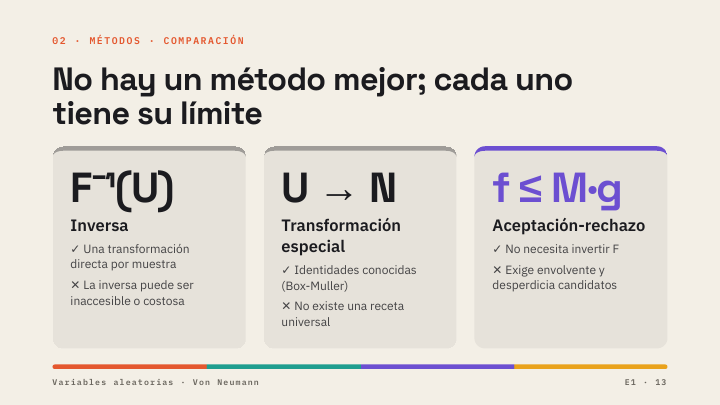 02 · MÉTODOS · COMPARACIÓN
No hay un método mejor; cada uno
tiene su límite
F⁻¹(U)
Inversa
✓ Una transformación
directa por muestra
✕ La inversa puede ser
inaccesible o costosa
U → N
Transformación
especial
✓ Identidades conocidas
(Box-Muller)
✕ No existe una receta
universal
f ≤ M·g
Aceptación-rechazo
✓ No necesita invertir F
✕ Exige envolvente y
desperdicia candidatos
Variables aleatorias · Von Neumann
E1 · 13